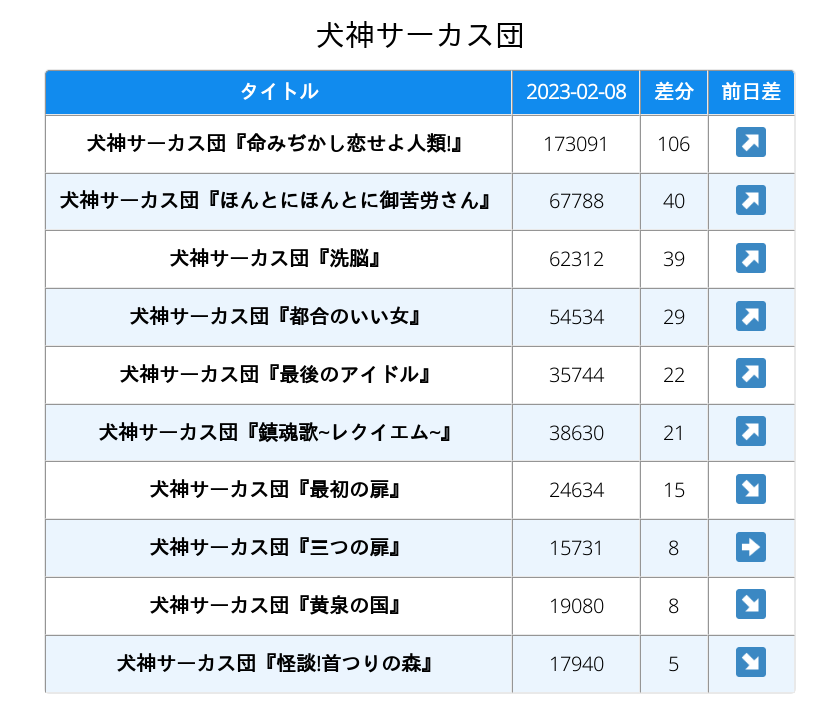 犬神サーカス団
タイトル 2023-02-08 差分 前日差
犬神サーカス団『命みぢかし恋せよ人類!』 173091 106 ↗
犬神サーカス団『ほんとにほんとに御苦労さん』 67788 40 ↗
犬神サーカス団『洗脳』 62312 39 ↗
犬神サーカス団『都合のいい女』 54534 29 ↗
犬神サーカス団『最後のアイドル』 35744 22 ↗
犬神サーカス団『鎮魂歌~レクイエム~』 38630 21 ↗
犬神サーカス団『最初の扉』 24634 15 ↘
犬神サーカス団『三つの扉』 15731 8 ➡
犬神サーカス団『黄泉の国』 19080 8 ↘
犬神サーカス団『怪談!首つりの森』 17940 5 ↘